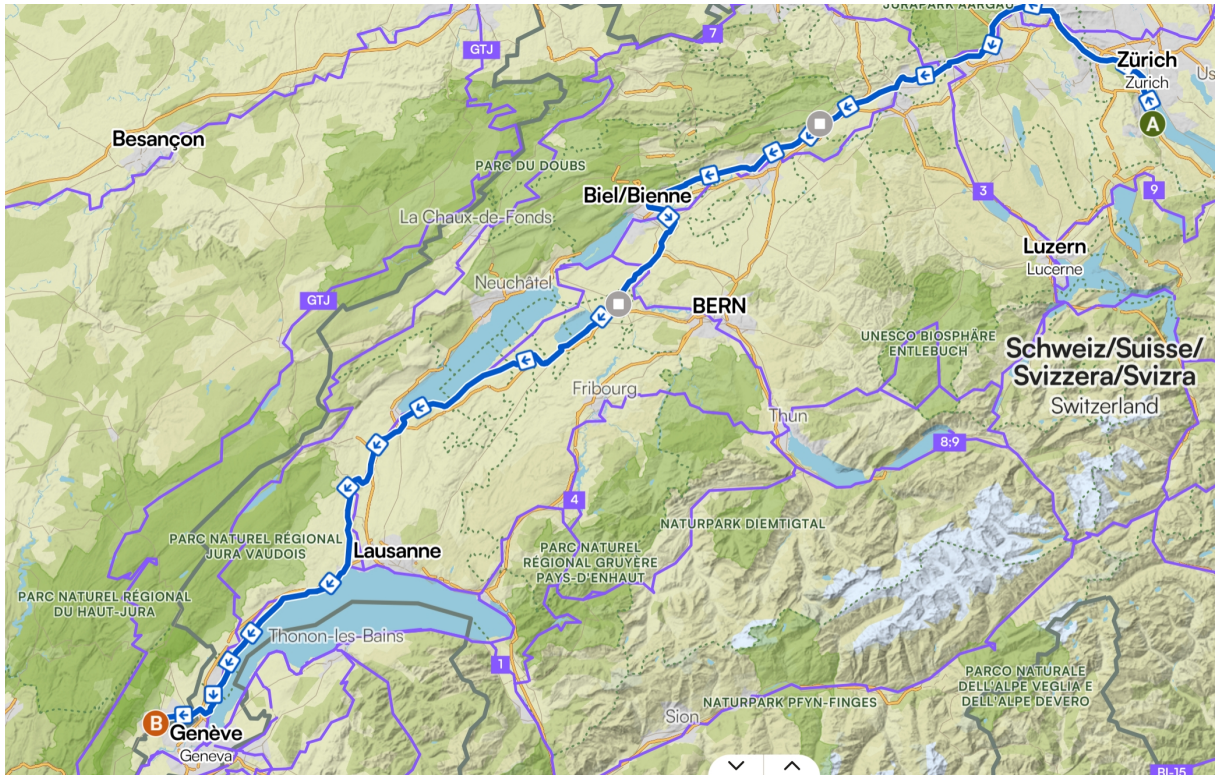 JURAPARK AARGAU
GTJ
7
Zürich
Zurich
Us
A
Besançon
PARC DU DOUBS
Biel/Bienne
3
9
La Chaux-de-Fonds
Luzern
Lucerne
Neuchâtel
GTJ
BERN
UNESCO BIOSPHÄRE
ENTLEBUCH
Schweiz/Suisse/
Svizzera/Svizra
Switzerland
Fribourg
Thun
8:9
4
NATURPARK DIEMTIGTAL
PARC NATUREL RÉGIONAL
JURA VAUDOIS
Lausanne
PARC NATUREL
RÉGIONAL GRUYÈRE
PAYS-D'ENHAUT
PARC NATUREL RÉGIONAL
DU HAUT-JURA
Thonon-les-Bains
1
PARCO NATURALE
DELL'ALPE VEGLIA E
DELL'ALPE DEVERO
NATURPARK PFYN-FINGES
Sion
B
Genève
Geneva
BI-15